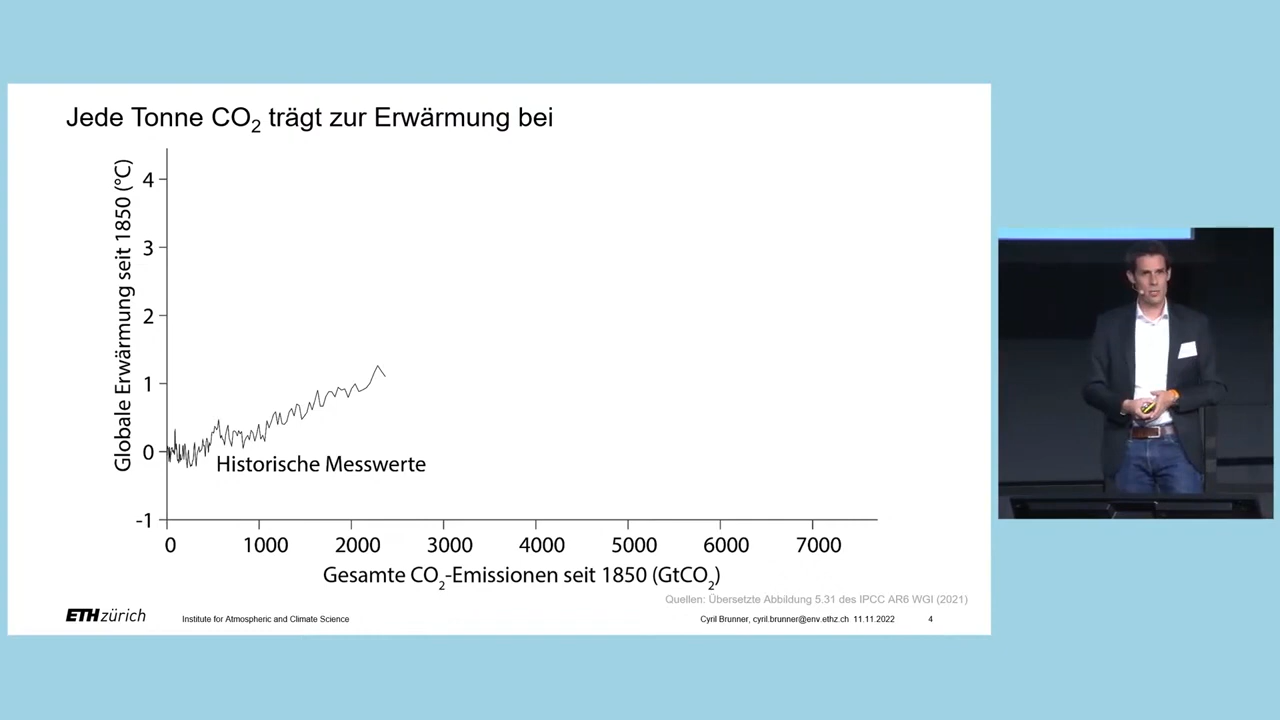 Jede Tonne CO₂ trägt zur Erwärmung bei
Globale Erwärmung seit 1850 (°C)
4
3
2
1
0
-1
Historische Messwerte
0 1000 2000 3000 4000 5000 6000 7000
Gesamte CO₂-Emissionen seit 1850 (GtCO₂)
Quellen: Übersetzte Abbildung 5.31 des IPCC AR6 WGI (2021)
ETH zürich Institute for Atmospheric and Climate Science Cyril Brunner, cyril.brunner@env.ethz.ch 11.11.2022 4